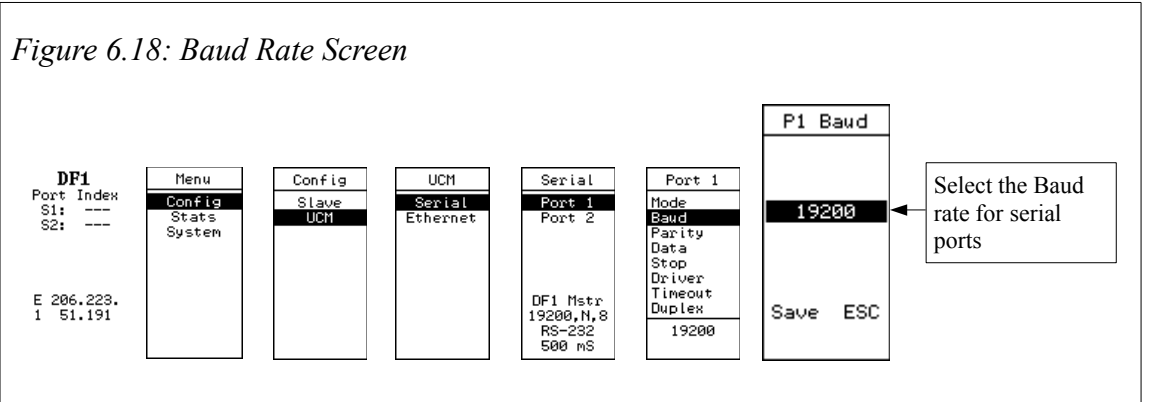 Figure 6.18: Baud Rate Screen
DF1
Port Index
S1: ---
S2: ---
E 206.223.
1 51.191
Menu
Config
Stats
System
Config
Slave
UCM
UCM
Serial
Ethernet
Serial
Port 1
Port 2
DF1 Mstr
19200,N,8
RS-232
500 mS
Port 1
Mode
Baud
Parity
Data
Stop
Driver
Timeout
Duplex
19200
P1 Baud
19200
Save ESC
Select the Baud
rate for serial
ports